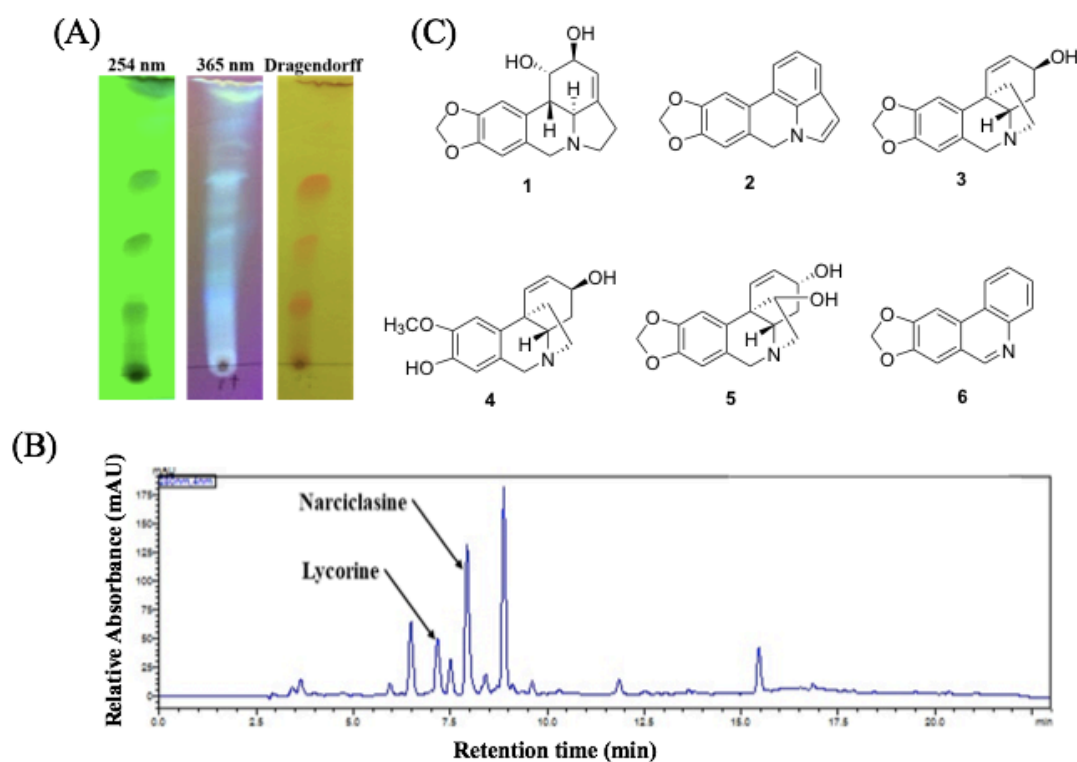 (A)
254 nm 365 nm Dragendorff
(C)
OH
HO
H
H
O
O
N
1
O
O
N
2
OH
O
O
H
N
3
OH
H3CO
HO
H
N
4
OH
OH
O
O
H
N
5
O
O
N
6
(B)
Relative Absorbance (mAU)
mAU
175
150
125
100
75
50
25
0
Narciclasine
Lycorine
0.0 2.5 5.0 7.5 10.0 12.5 15.0 17.5 20.0 min
Retention time (min)